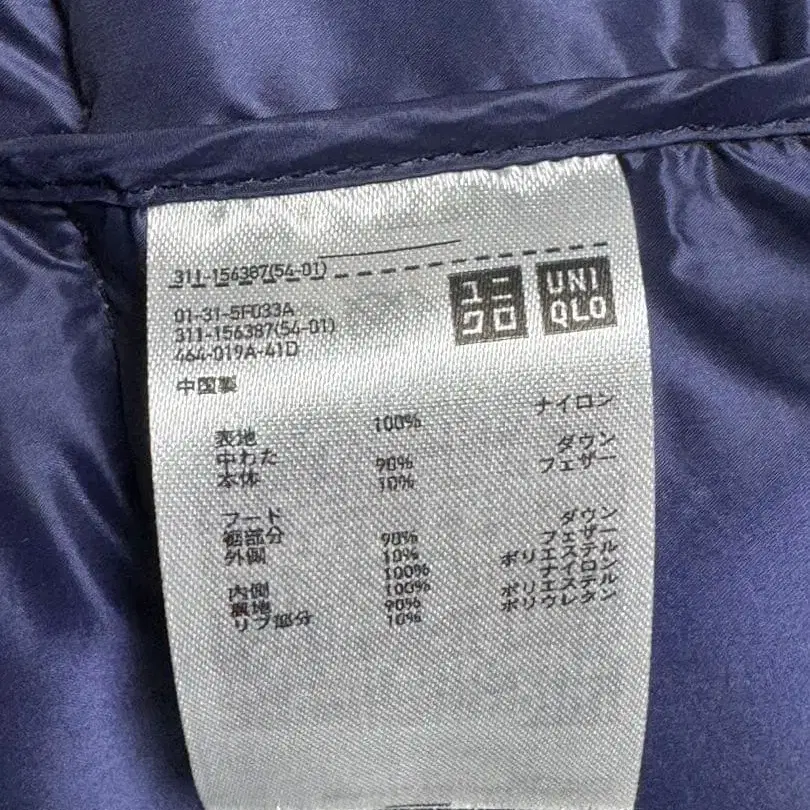 311-156387(54-01)
ユニクロ
UNIQLO
01-31-5F033A
311-156387(54-01)
464-019A-41D
中国製
表地 100% ナイロン
中わた 90% ダウン
本体 10% フェザー
フード
部分 90% ダウン
外側 10% フェザー
100% ポリエステル
内側 100% ナイロン
裏地 90% ポリエステル
リブ部分 10% ポリウレタン